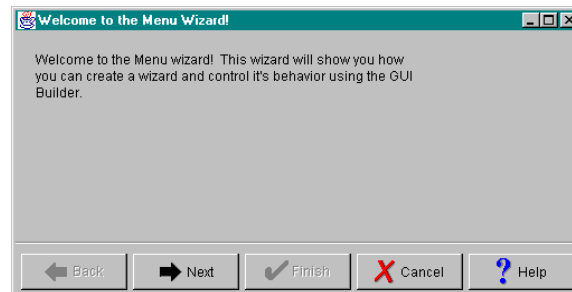 Welcome to the Menu Wizard!
Welcome to the Menu wizard! This wizard will show you how
you can create a wizard and control it's behavior using the GUI
Builder.
Back Next Finish Cancel Help